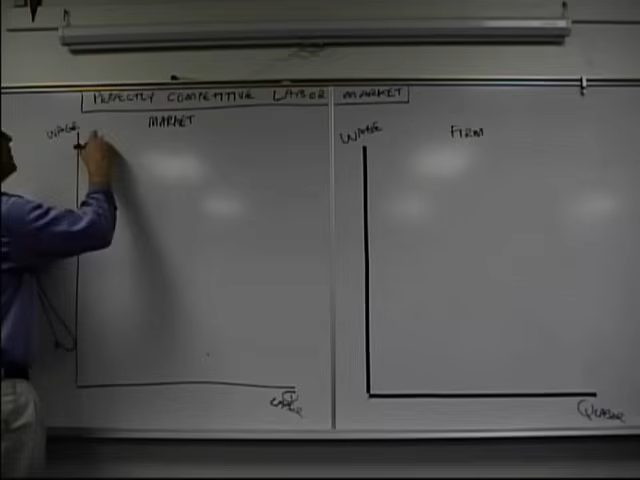 PERFECTLY COMPETITIVE LABOR MARKET
MARKET
WAGE
WAGE
FIRM
Q LABOR
Q LABOR